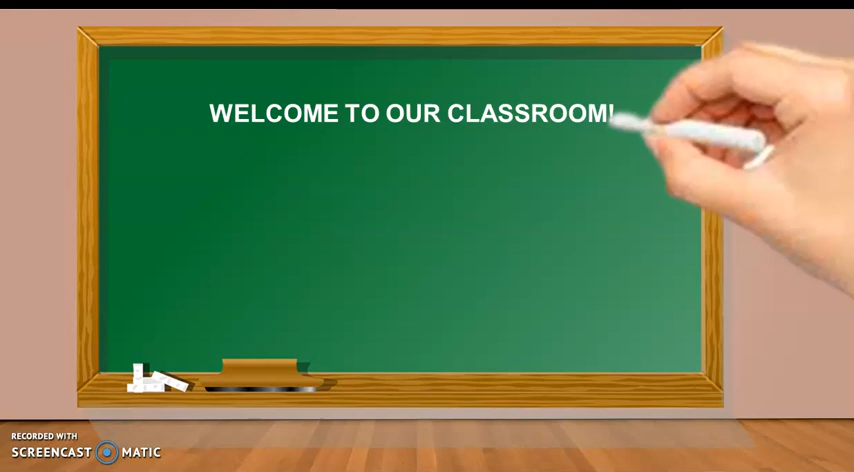 WELCOME TO OUR CLASSROOM!
RECORDED WITH
SCREENCAST MATIC